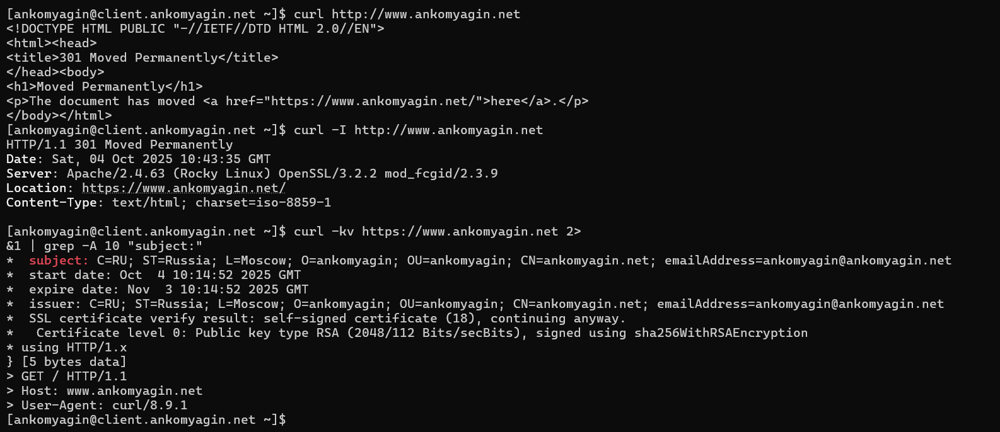 [ankomyagin@client.ankomyagin.net ~]$ curl http://www.ankomyagin.net
<!DOCTYPE HTML PUBLIC "-//IETF//DTD HTML 2.0//EN">
<html><head>
<title>301 Moved Permanently</title>
</head><body>
<h1>Moved Permanently</h1>
<p>The document has moved <a href="https://www.ankomyagin.net/">here</a>.</p>
</body></html>
[ankomyagin@client.ankomyagin.net ~]$ curl -I http://www.ankomyagin.net
HTTP/1.1 301 Moved Permanently
Date: Sat, 04 Oct 2025 10:43:35 GMT
Server: Apache/2.4.63 (Rocky Linux) OpenSSL/3.2.2 mod_fcgid/2.3.9
Location: https://www.ankomyagin.net/
Content-Type: text/html; charset=iso-8859-1

[ankomyagin@client.ankomyagin.net ~]$ curl -kv https://www.ankomyagin.net 2>
&1 | grep -A 10 "subject:"
*  subject: C=RU; ST=Russia; L=Moscow; O=ankomyagin; OU=ankomyagin; CN=ankomyagin.net; emailAddress=ankomyagin@ankomyagin.net
*  start date: Oct  4 10:14:52 2025 GMT
*  expire date: Nov  3 10:14:52 2025 GMT
*  issuer: C=RU; ST=Russia; L=Moscow; O=ankomyagin; OU=ankomyagin; CN=ankomyagin.net; emailAddress=ankomyagin@ankomyagin.net
*  SSL certificate verify result: self-signed certificate (18), continuing anyway.
*   Certificate level 0: Public key type RSA (2048/112 Bits/secBits), signed using sha256WithRSAEncryption
* using HTTP/1.x
} [5 bytes data]
> GET / HTTP/1.1
> Host: www.ankomyagin.net
> User-Agent: curl/8.9.1
[ankomyagin@client.ankomyagin.net ~]$